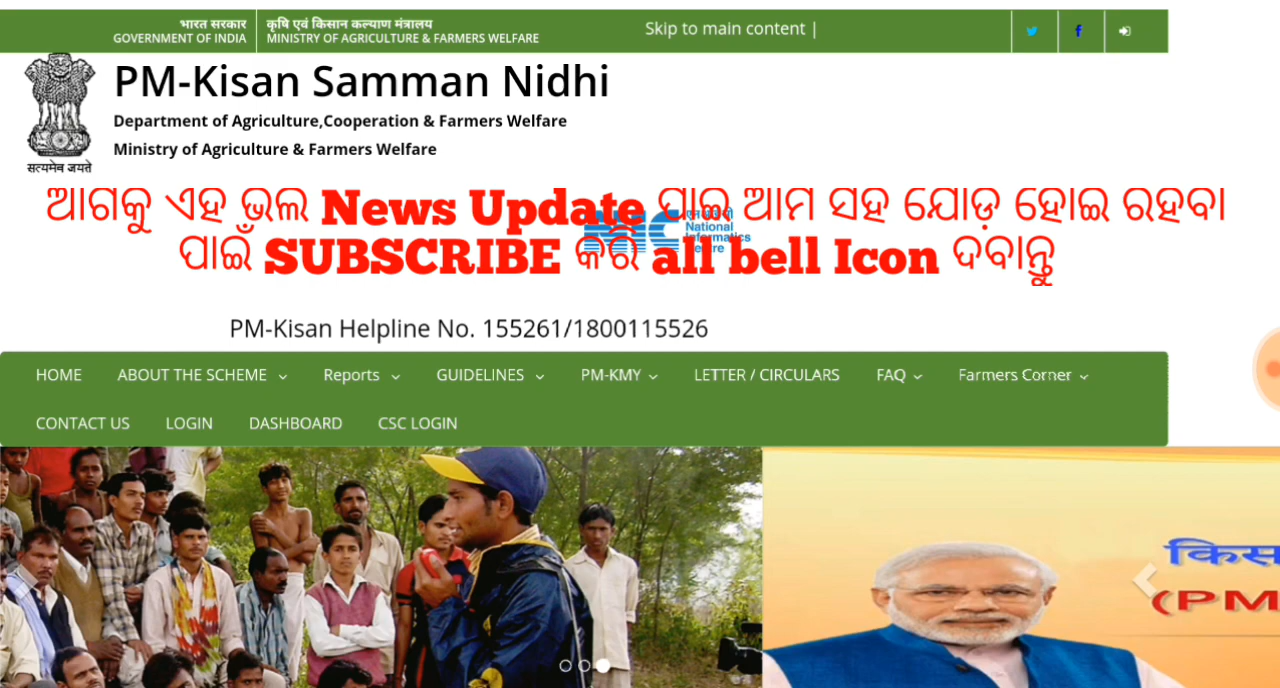 भारत सरकार
GOVERNMENT OF INDIA
कृषि एवं किसान कल्याण मंत्रालय
MINISTRY OF AGRICULTURE & FARMERS WELFARE
Skip to main content |
PM-Kisan Samman Nidhi
Department of Agriculture,Cooperation & Farmers Welfare
Ministry of Agriculture & Farmers Welfare
सत्यमेव जयते
ଆଗକୁ ଏହି ଭଳି News Update ପାଇଁ ଆମ ସହ ଯୋଡ଼ି ହୋଇ ରହିବା
ପାଇଁ SUBSCRIBE କରି all bell Icon ଦବାନ୍ତୁ
National
Informatics
Centre
PM-Kisan Helpline No. 155261/1800115526
HOME ABOUT THE SCHEME Reports GUIDELINES PM-KMY LETTER / CIRCULARS FAQ Farmers Corner
CONTACT US LOGIN DASHBOARD CSC LOGIN
किस
(PM